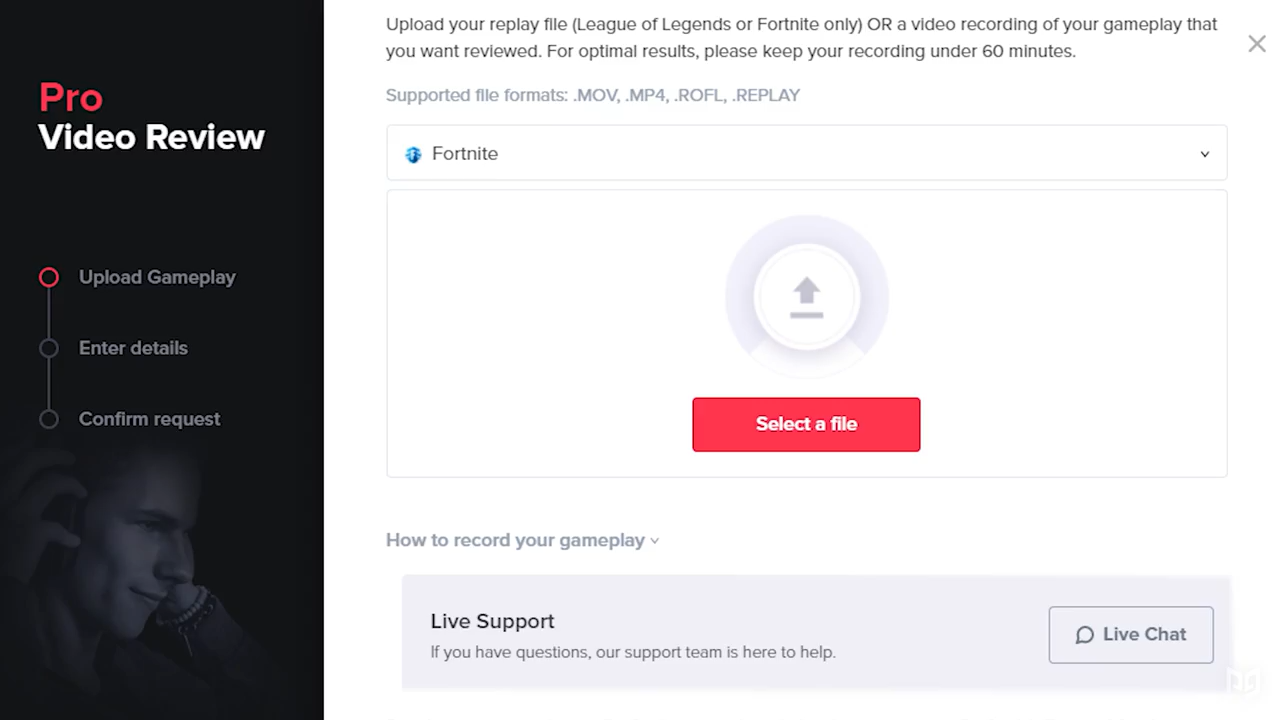 Upload your replay file (League of Legends or Fortnite only) OR a video recording of your gameplay that
you want reviewed. For optimal results, please keep your recording under 60 minutes.
Supported file formats: .MOV, .MP4, .ROFL, .REPLAY
Pro
Video Review
Fortnite
Upload Gameplay
Enter details
Confirm request
Select a file
How to record your gameplay
Live Support
If you have questions, our support team is here to help.
Live Chat